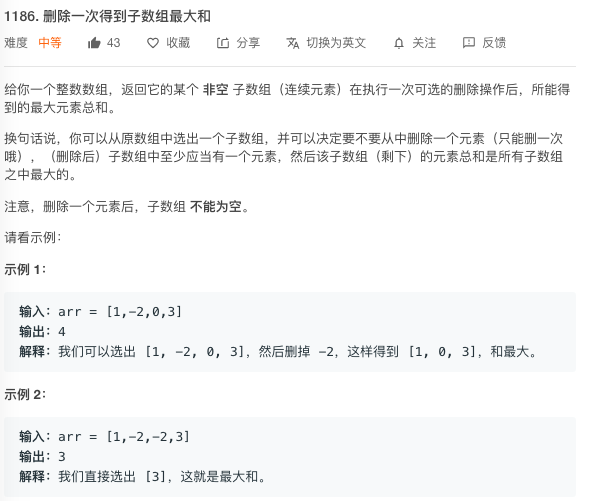 1186. 删除一次得到子数组最大和
难度 中等 43 收藏 分享 切换为英文 关注 反馈
给你一个整数数组，返回它的某个 非空 子数组（连续元素）在执行一次可选的删除操作后，所能得
到的最大元素总和。
换句话说，你可以从原数组中选出一个子数组，并可以决定要不要从中删除一个元素（只能删一次
哦），（删除后）子数组中至少应当有一个元素，然后该子数组（剩下）的元素总和是所有子数组
之中最大的。
注意，删除一个元素后，子数组 不能为空。
请看示例：
示例 1：
输入：arr = [1,-2,0,3]
输出：4
解释：我们可以选出 [1, -2, 0, 3]，然后删掉 -2，这样得到 [1, 0, 3]，和最大。
示例 2：
输入：arr = [1,-2,-2,3]
输出：3
解释：我们直接选出 [3]，这就是最大和。